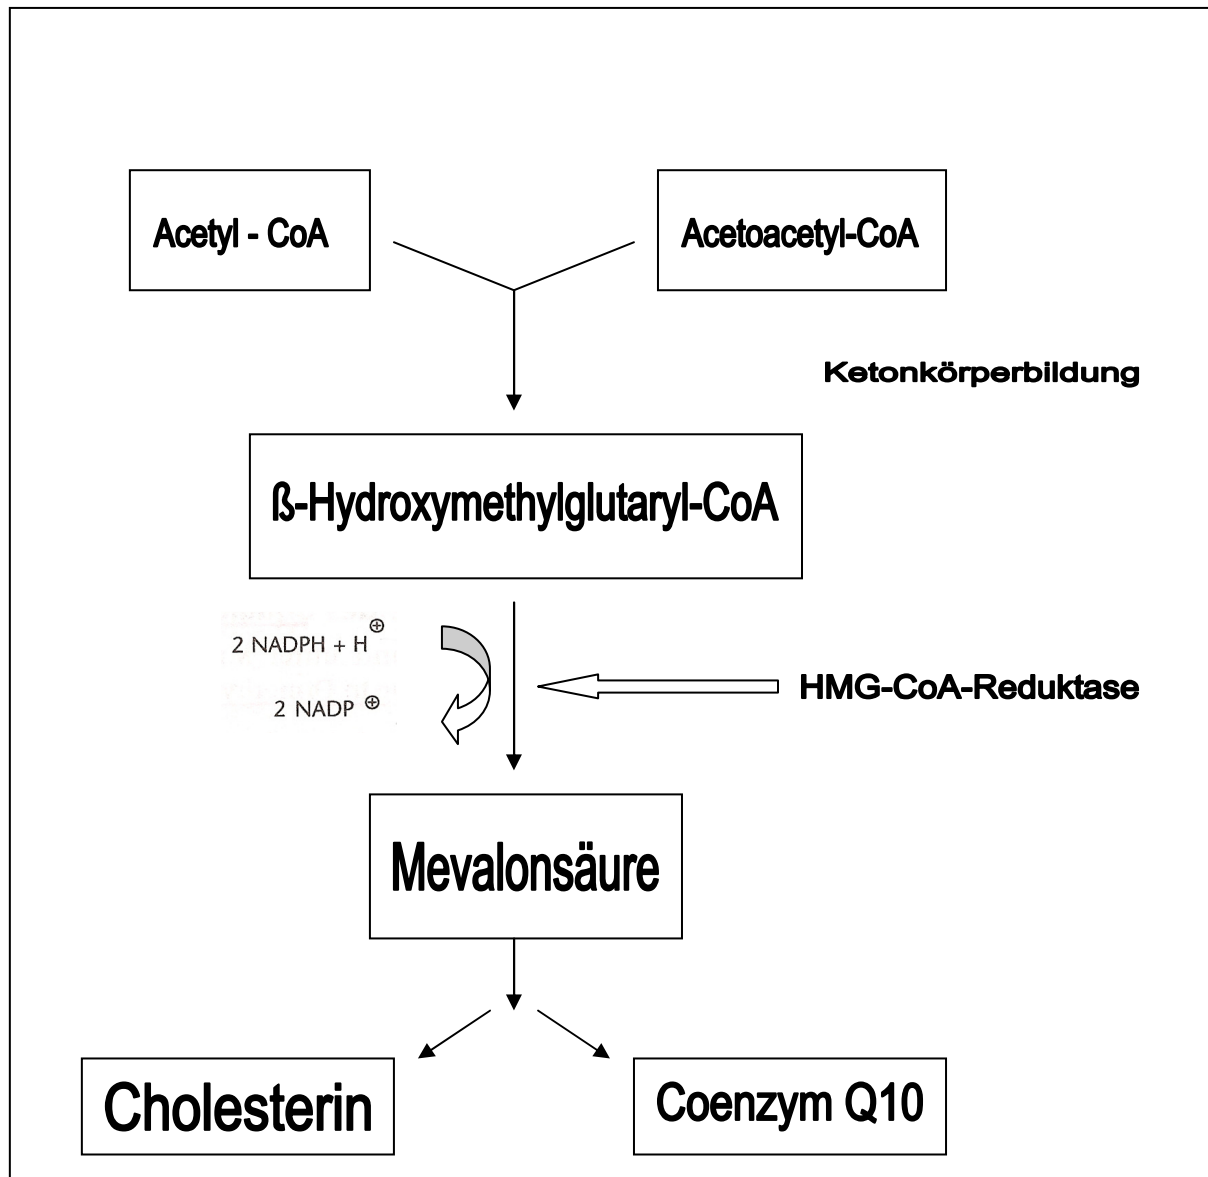 Acetyl - CoA
Acetoacetyl-CoA
Ketonkörperbildung
ß-Hydroxymethylglutaryl-CoA
2 NADPH + H⊕
2 NADP ⊕
HMG-CoA-Reduktase
Mevalonsäure
Cholesterin
Coenzym Q10